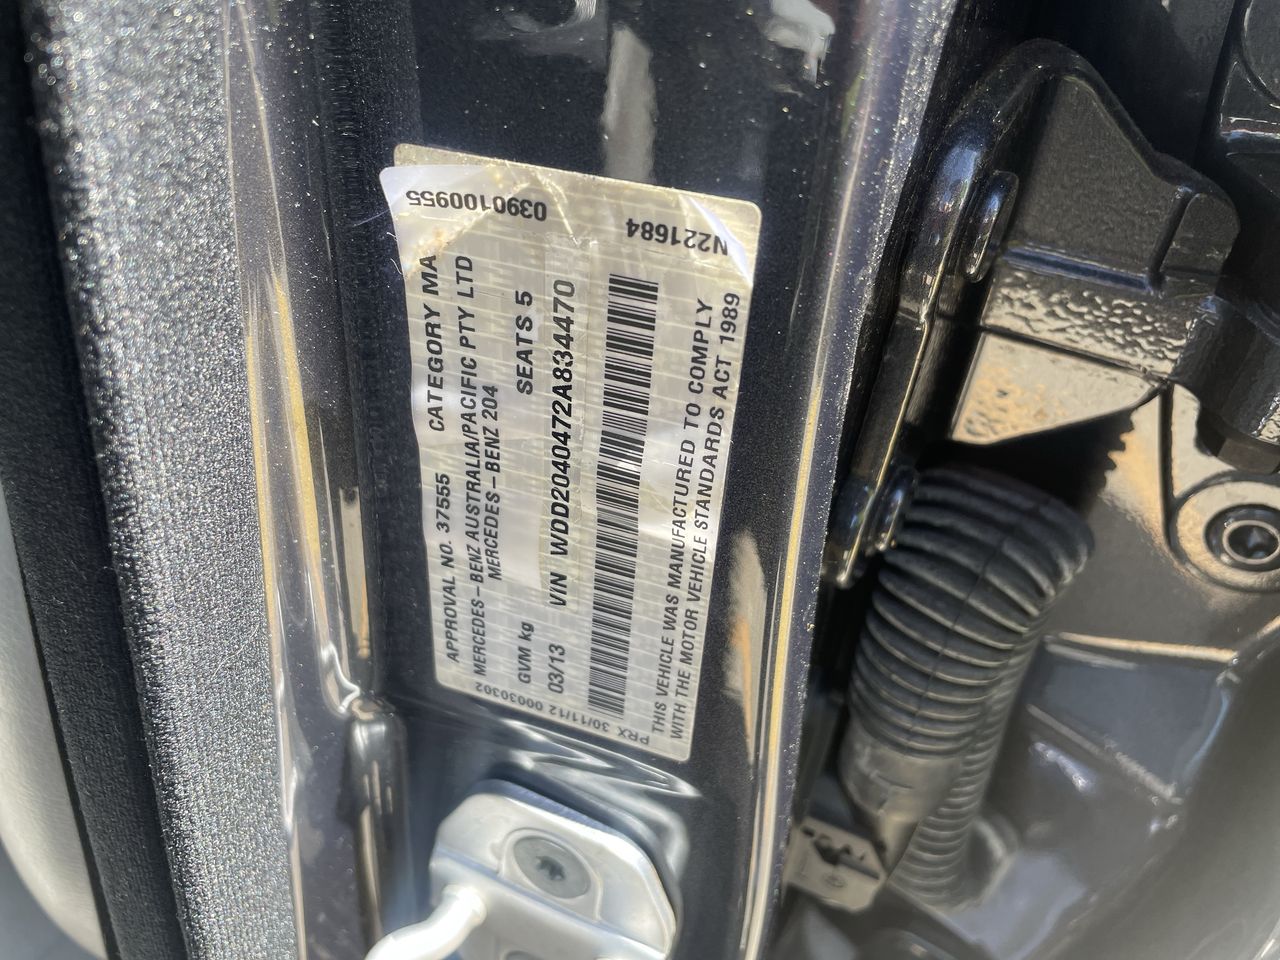 0390100955
N221684
CATEGORY MA
APPROVAL NO. 37555
MERCEDES-BENZ AUSTRALIA/PACIFIC PTY LTD
MERCEDES-BENZ 204
GVM kg SEATS 5
03/13 VIN WDD2040472A834470
THIS VEHICLE WAS MANUFACTURED TO COMPLY
WITH THE MOTOR VEHICLE STANDARDS ACT 1989
PRX 30/11/12 00030302